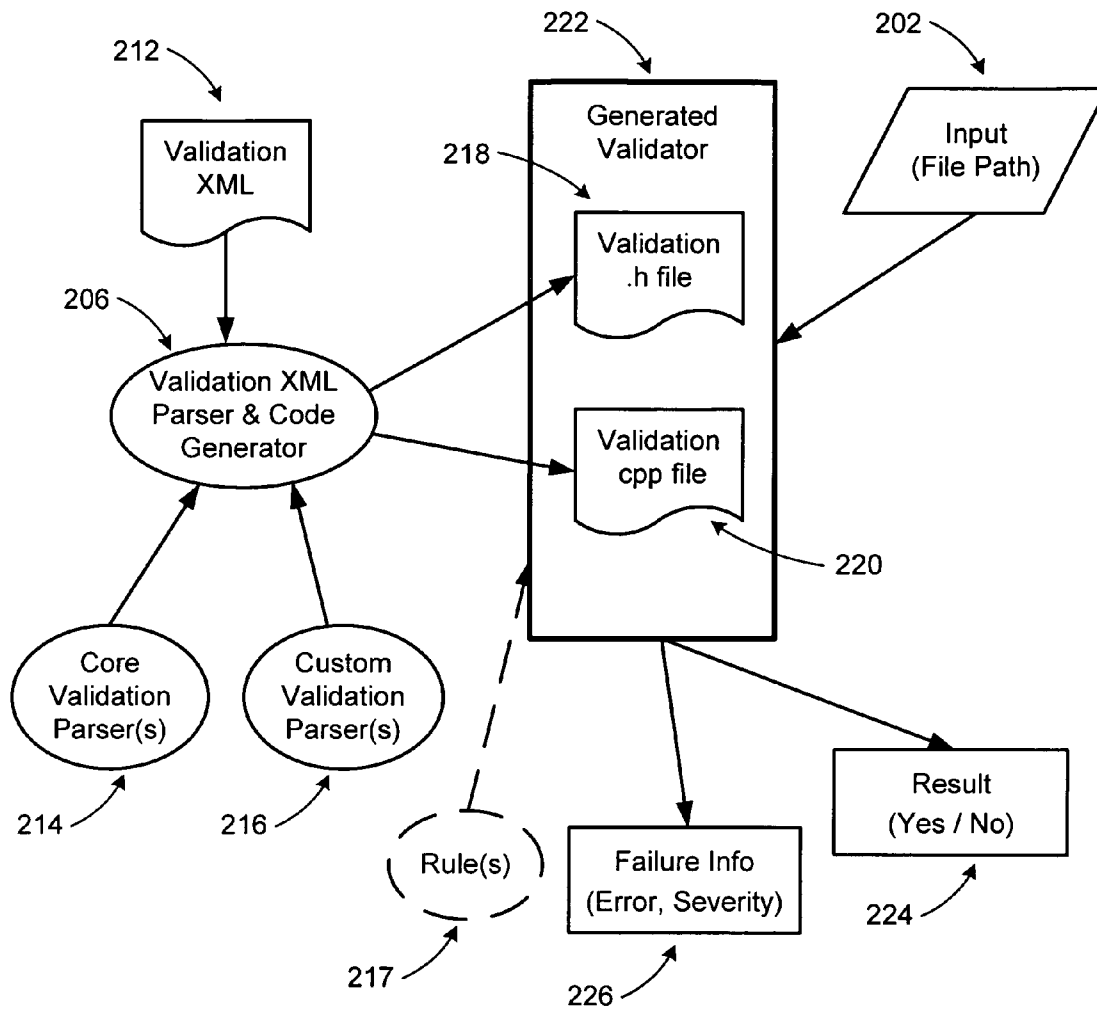 212
222
202
Validation
XML
Generated
Validator
Input
(File Path)
218
Validation
.h file
206
Validation XML
Parser & Code
Generator
Validation
cpp file
220
Core
Validation
Parser(s)
Custom
Validation
Parser(s)
214
216
Rule(s)
217
Failure Info
(Error, Severity)
226
Result
(Yes / No)
224